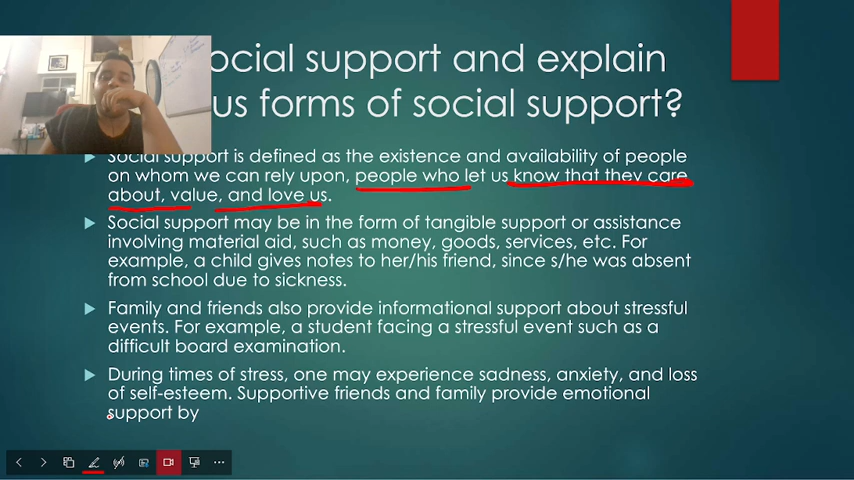 ocial support and explain
us forms of social support?
Social support is defined as the existence and availability of people
on whom we can rely upon, people who let us know that they care
about, value, and love us.
Social support may be in the form of tangible support or assistance
involving material aid, such as money, goods, services, etc. For
example, a child gives notes to her/his friend, since s/he was absent
from school due to sickness.
Family and friends also provide informational support about stressful
events. For example, a student facing a stressful event such as a
difficult board examination.
During times of stress, one may experience sadness, anxiety, and loss
of self-esteem. Supportive friends and family provide emotional
support by